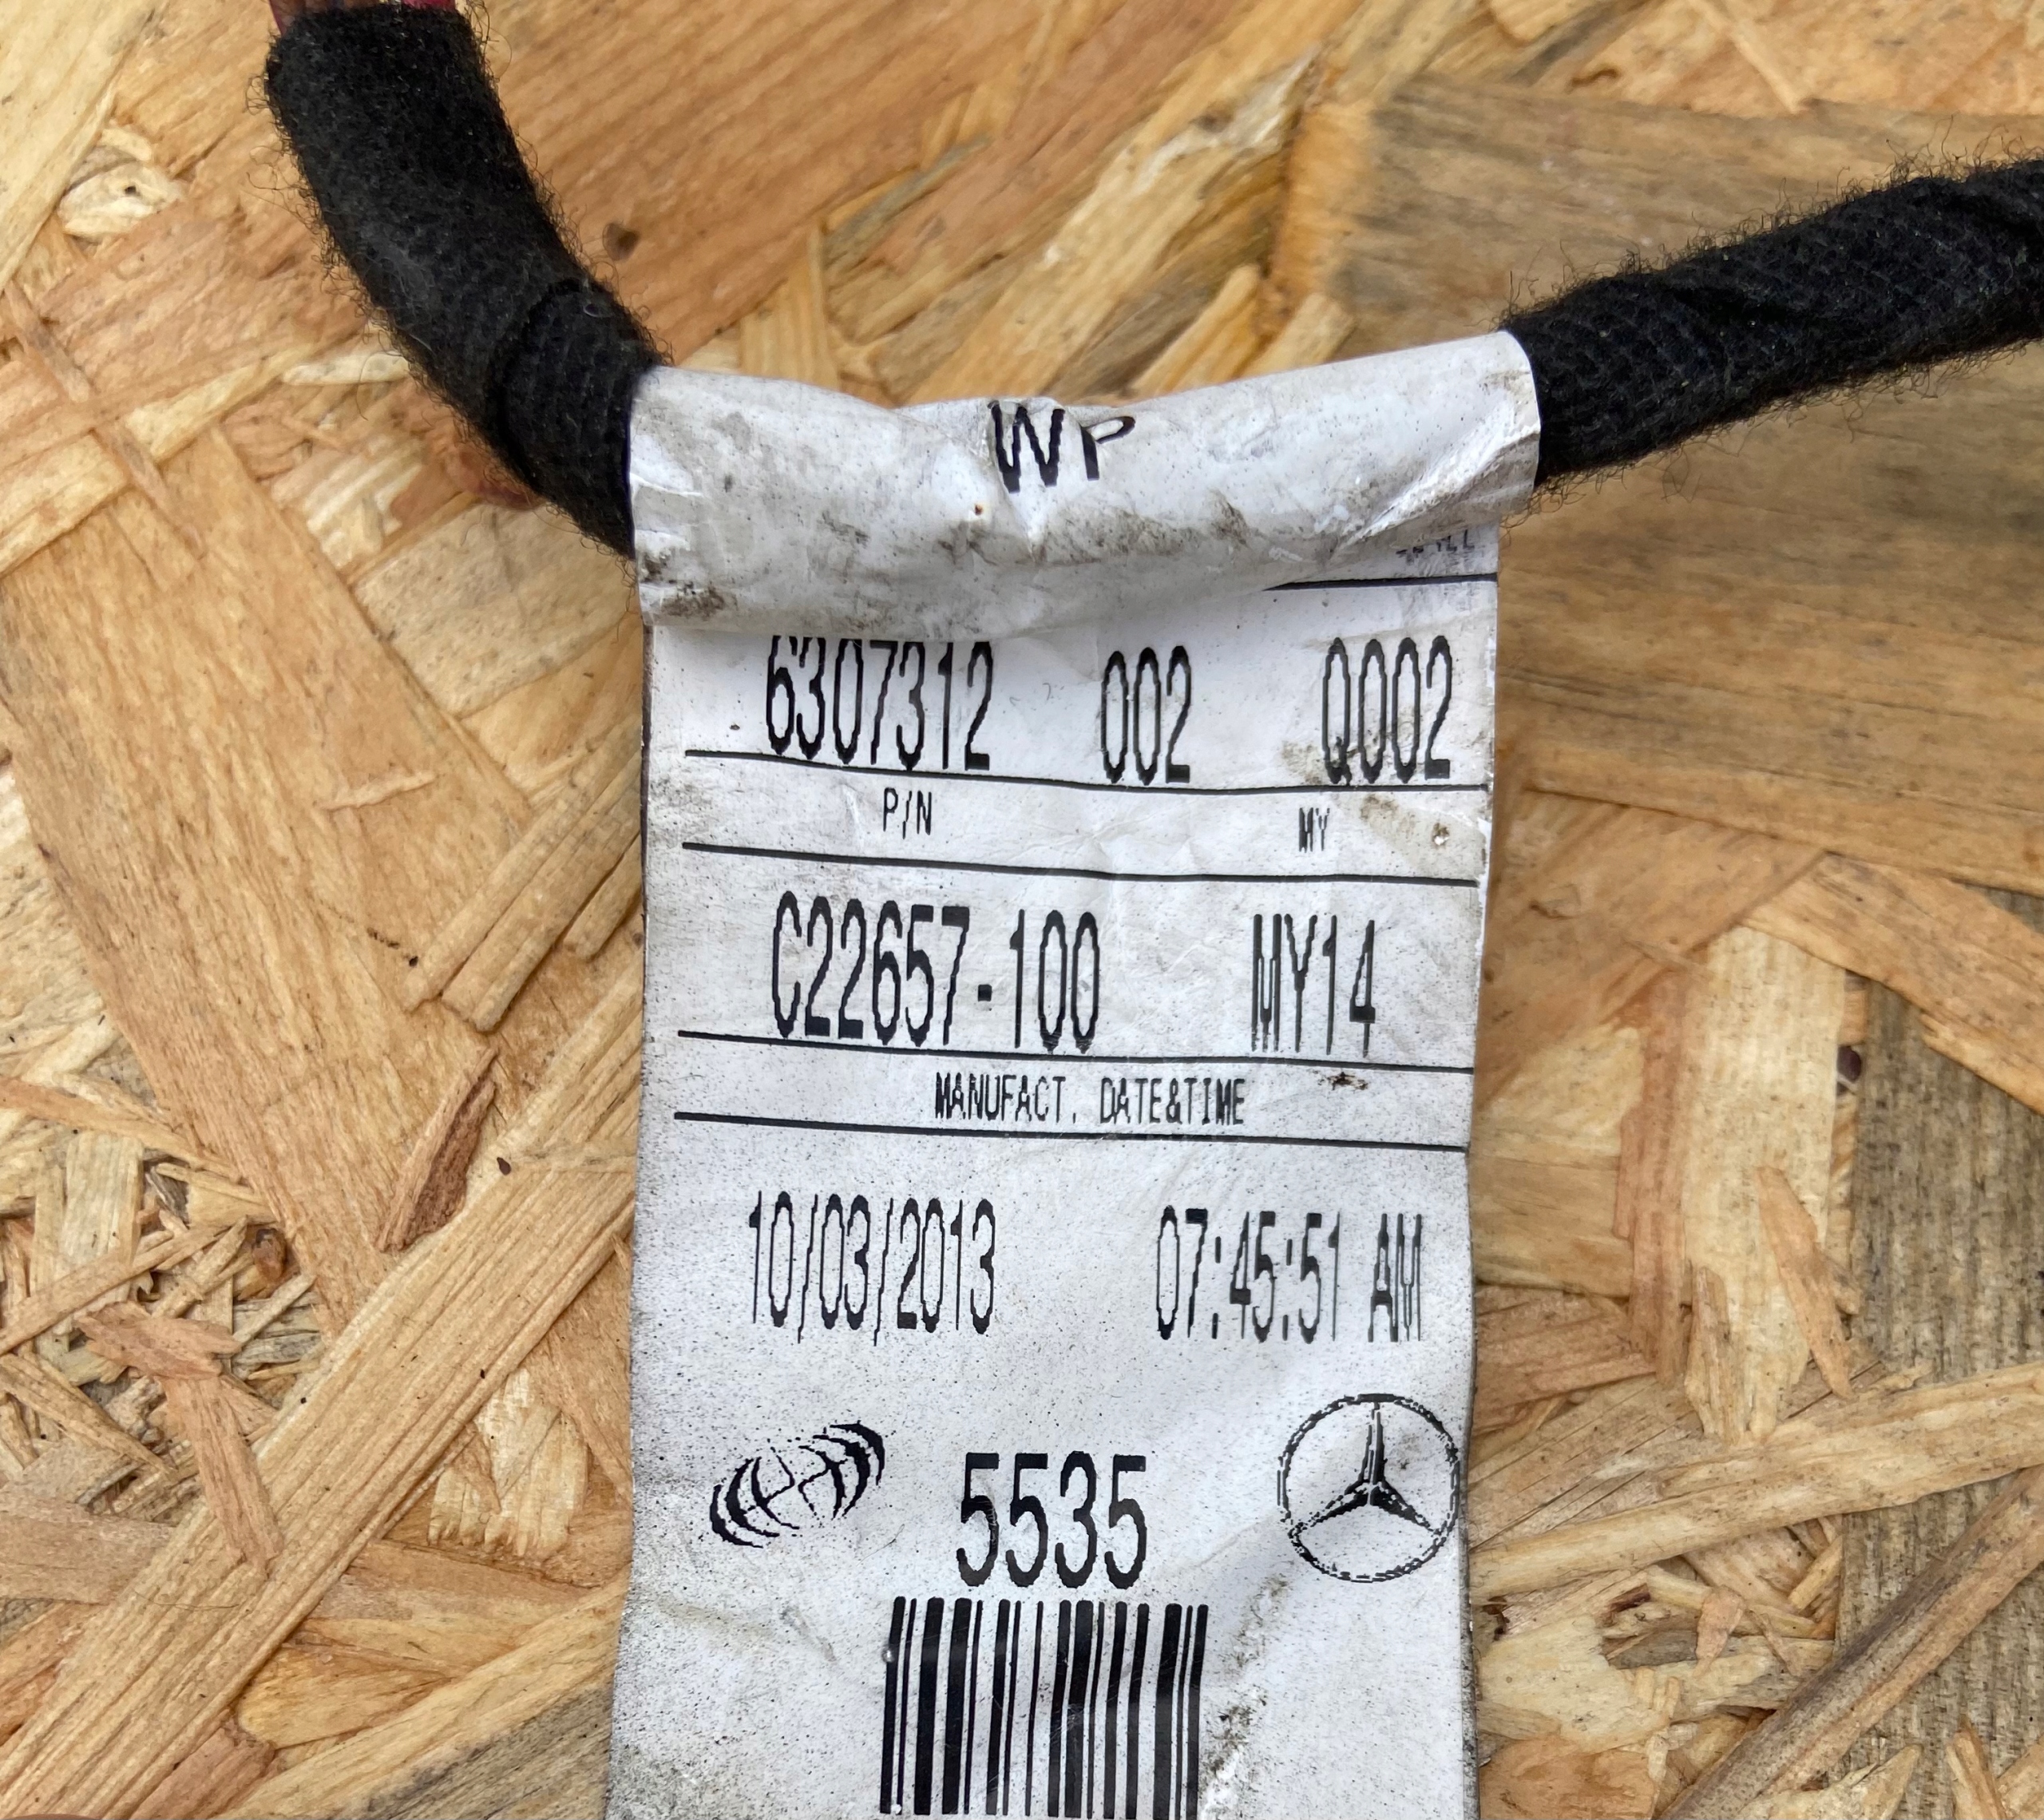 WP
6307312 002 Q002
P/N MY
C22657-100 MY14
MANUFACT. DATE&TIME
10/03/2013 07:45:51 AM
5535